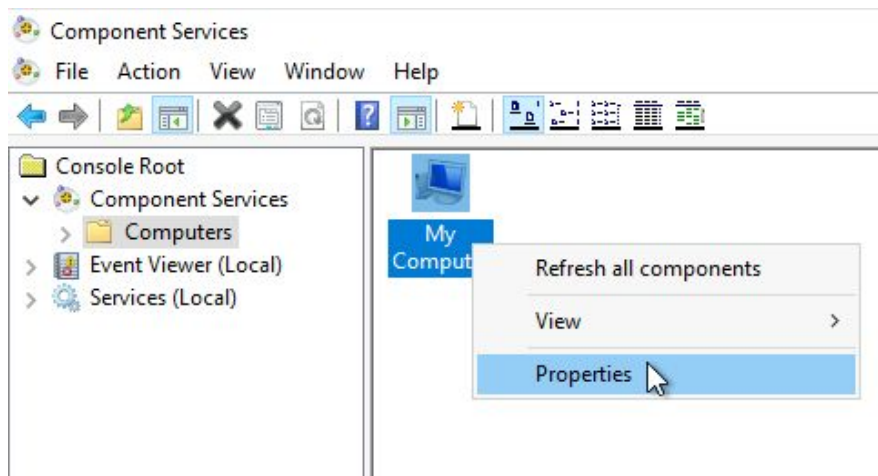 Component Services
File Action View Window Help
Console Root
Component Services
Computers
Event Viewer (Local)
Services (Local)
My
Comput
Refresh all components
View
Properties